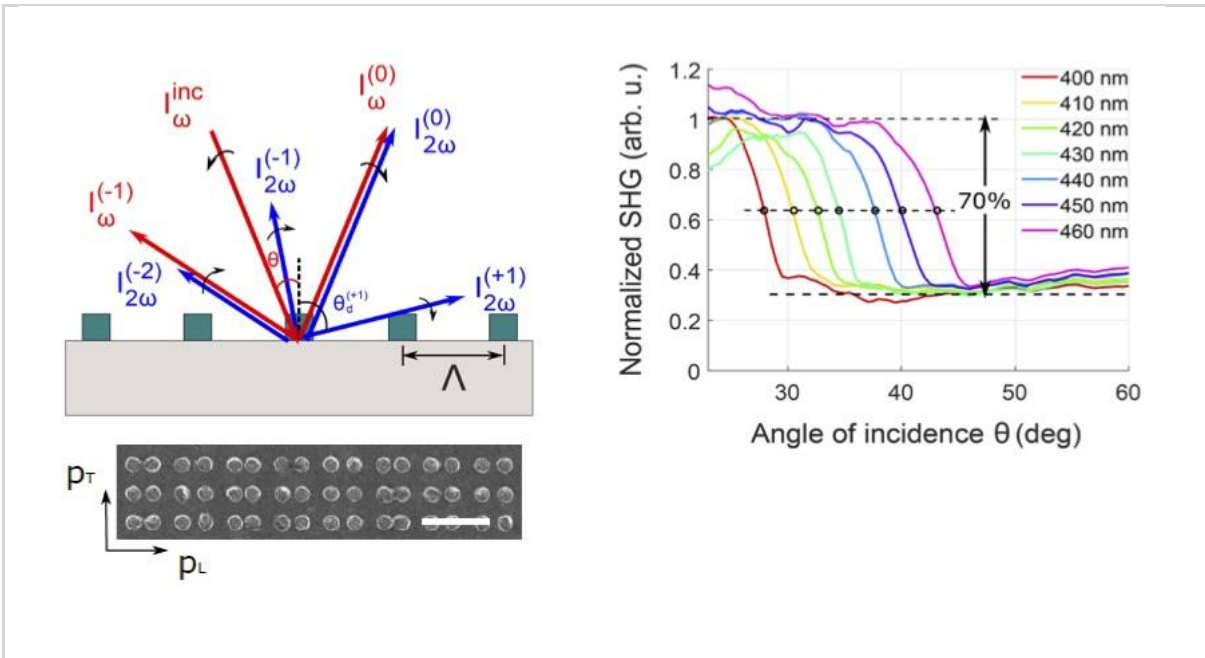 I_ω^inc
I_ω^(0)
I_2ω^(0)
I_2ω^(-1)
I_ω^(-1)
I_2ω^(-2)
θ
θ_d^(+1)
I_2ω^(+1)
Λ
p_T
p_L
Normalized SHG (arb. u.)
1.2
1
0.8
0.6
0.4
0.2
0
30
40
50
60
Angle of incidence θ (deg)
70%
400 nm
410 nm
420 nm
430 nm
440 nm
450 nm
460 nm